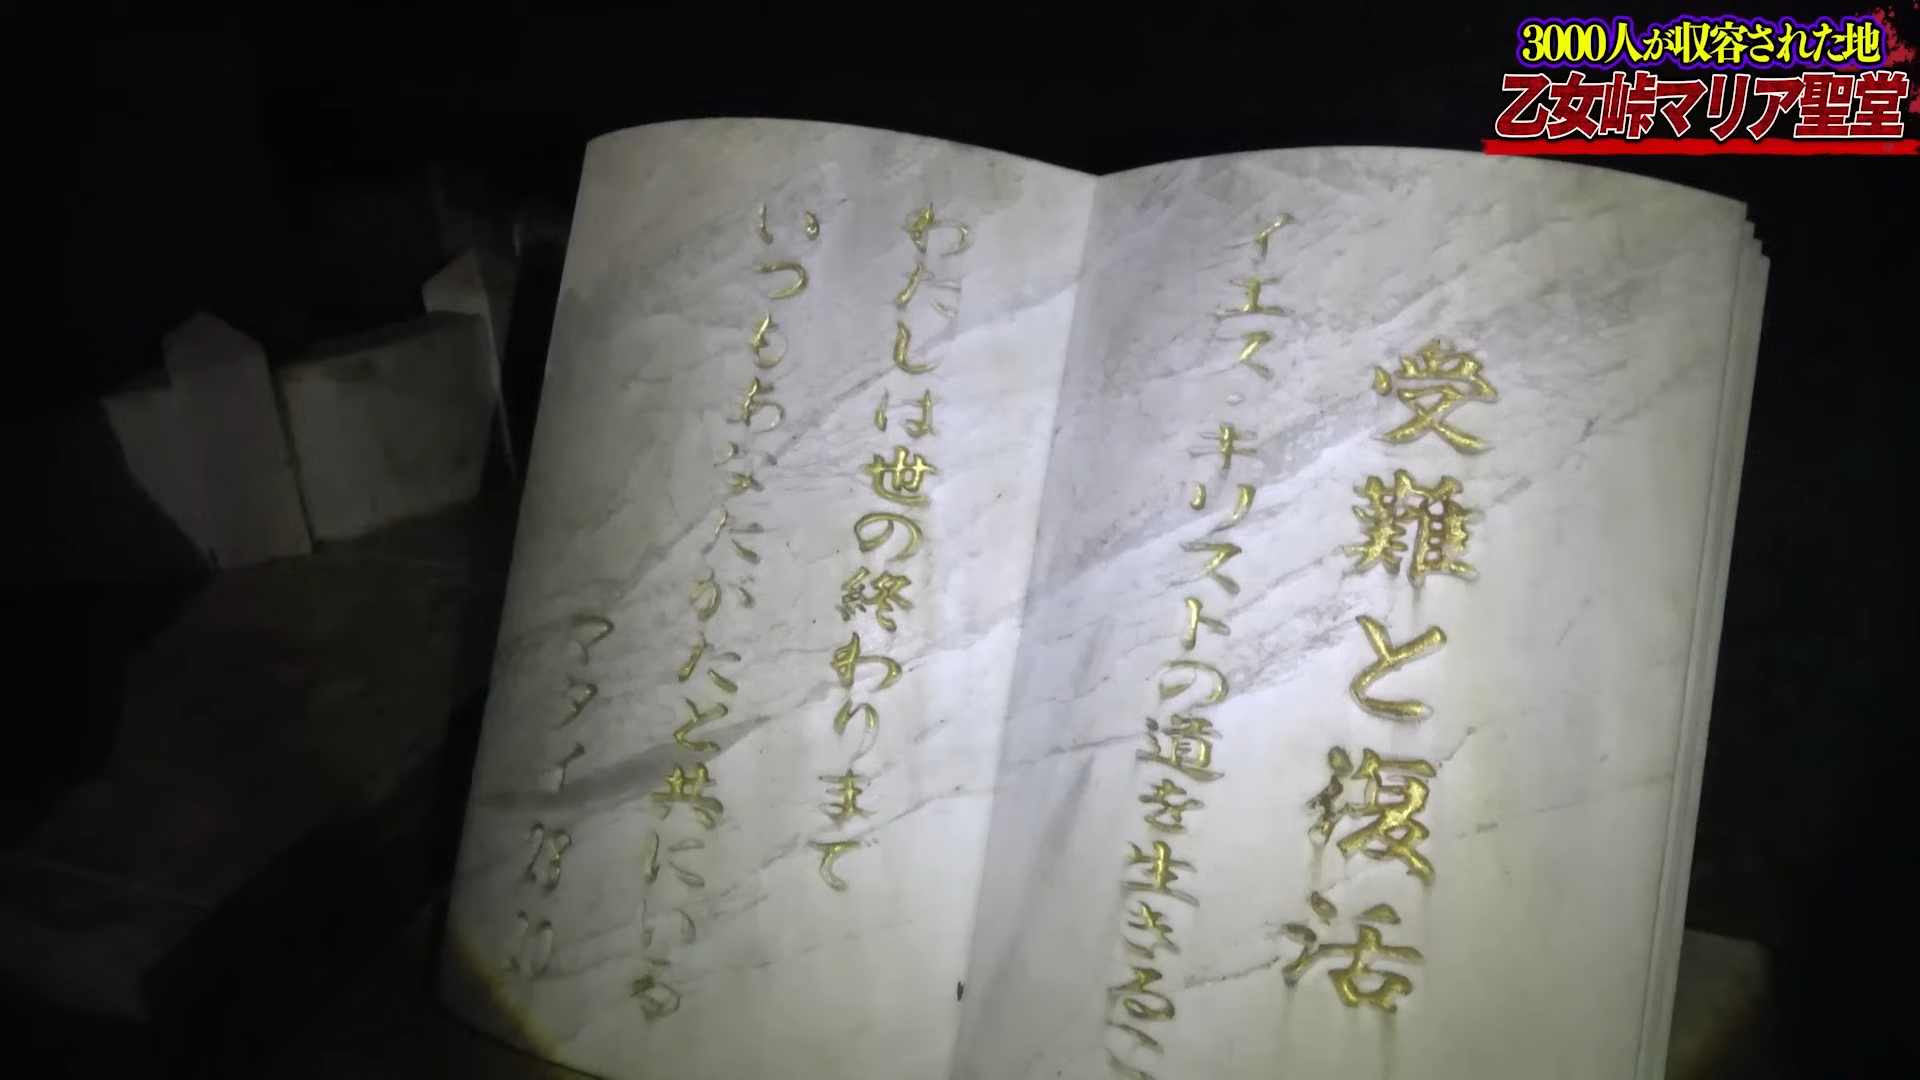 3000人が収容された地
乙女峠マリア聖堂
受難と復活
イエス・キリストの道を生きる
わたしは世の終わりまで
いつもあなたがたと共にいる
マタイ 28 20